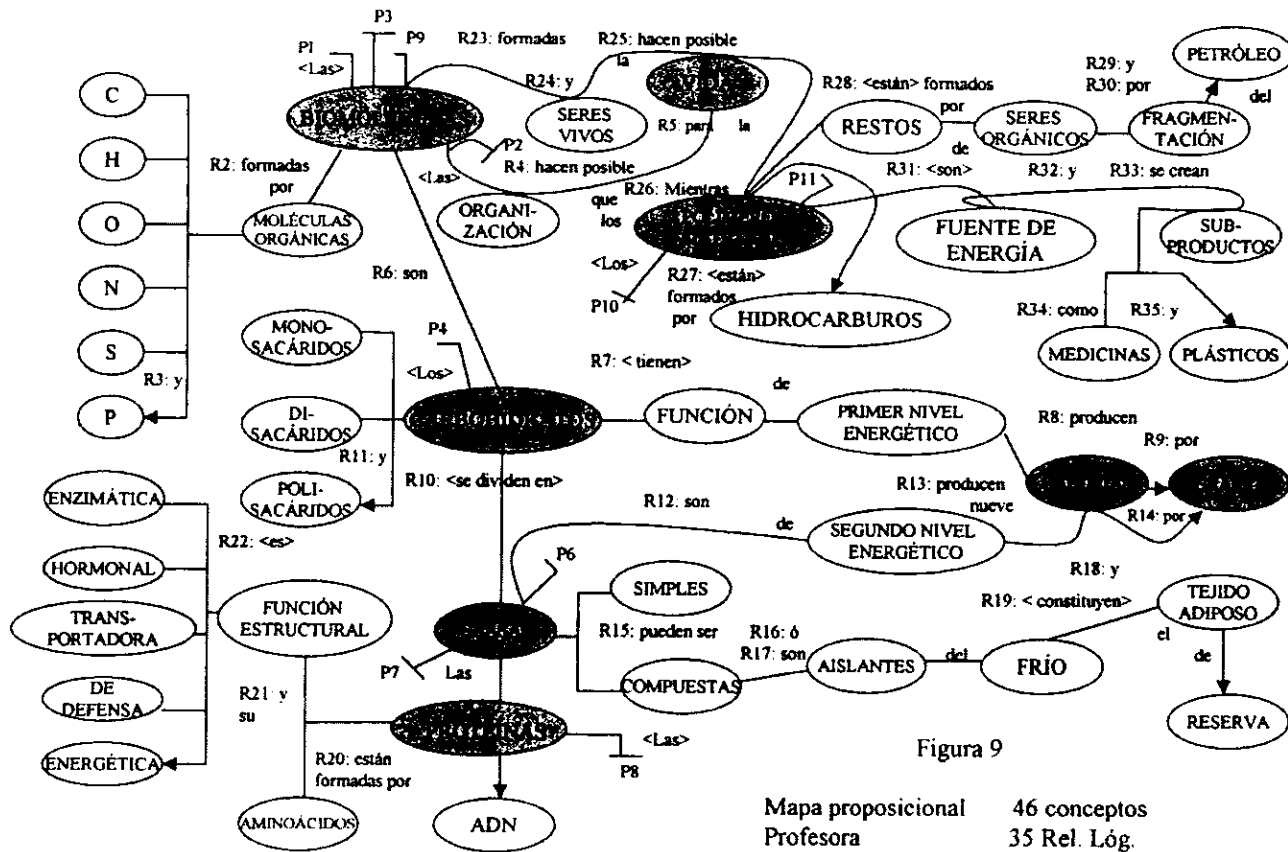 P3
P1
P9
<Las>
R23: formadas
R25: hacen posible
la
R24: y
SERES
VIVOS
R5: para
la
C
H
O
N
S
P
R2: formadas
por
MOLÉCULAS
ORGÁNICAS
R3: y
P2
R4: hacen posible
<Las>
ORGANI-
ZACIÓN
R28: <están> formados
por
RESTOS
de
SERES
ORGÁNICOS
R29: y
R30: por
FRAGMEN-
TACIÓN
PETRÓLEO
del
R26: Mientras
que
los
P11
R31: <son>
R32: y
R33: se crean
FUENTE DE
ENERGÍA
SUB-
PRODUCTOS
<Los>
P10
R27: <están>
formados
por
HIDROCARBUROS
R34: como
R35: y
MEDICINAS
PLÁSTICOS
R6: son
MONO-
SACÁRIDOS
P4
<Los>
R7: < tienen>
de
FUNCIÓN
PRIMER NIVEL
ENERGÉTICO
R8: producen
R9: por
DI-
SACÁRIDOS
R11: y
POLI-
SACÁRIDOS
R10: <se dividen en>
R12: son
de
R13: producen
nueve
R14: por
SEGUNDO NIVEL
ENERGÉTICO
ENZIMÁTICA
R22: <es>
HORMONAL
TRANS-
PORTADORA
DE
DEFENSA
ENERGÉTICA
FUNCIÓN
ESTRUCTURAL
P6
SIMPLES
R15: pueden ser
R16: ó
R17: son
COMPUESTAS
AISLANTES
del
FRÍO
R18: y
R19: < constituyen>
el
TEJIDO
ADIPOSO
de
RESERVA
P7
Las
R21: y
su
PROTEINAS
<Las>
P8
R20: están
formadas por
AMINOÁCIDOS
ADN
Figura 9
Mapa proposicional 46 conceptos
Profesora 35 Rel. Lóg.